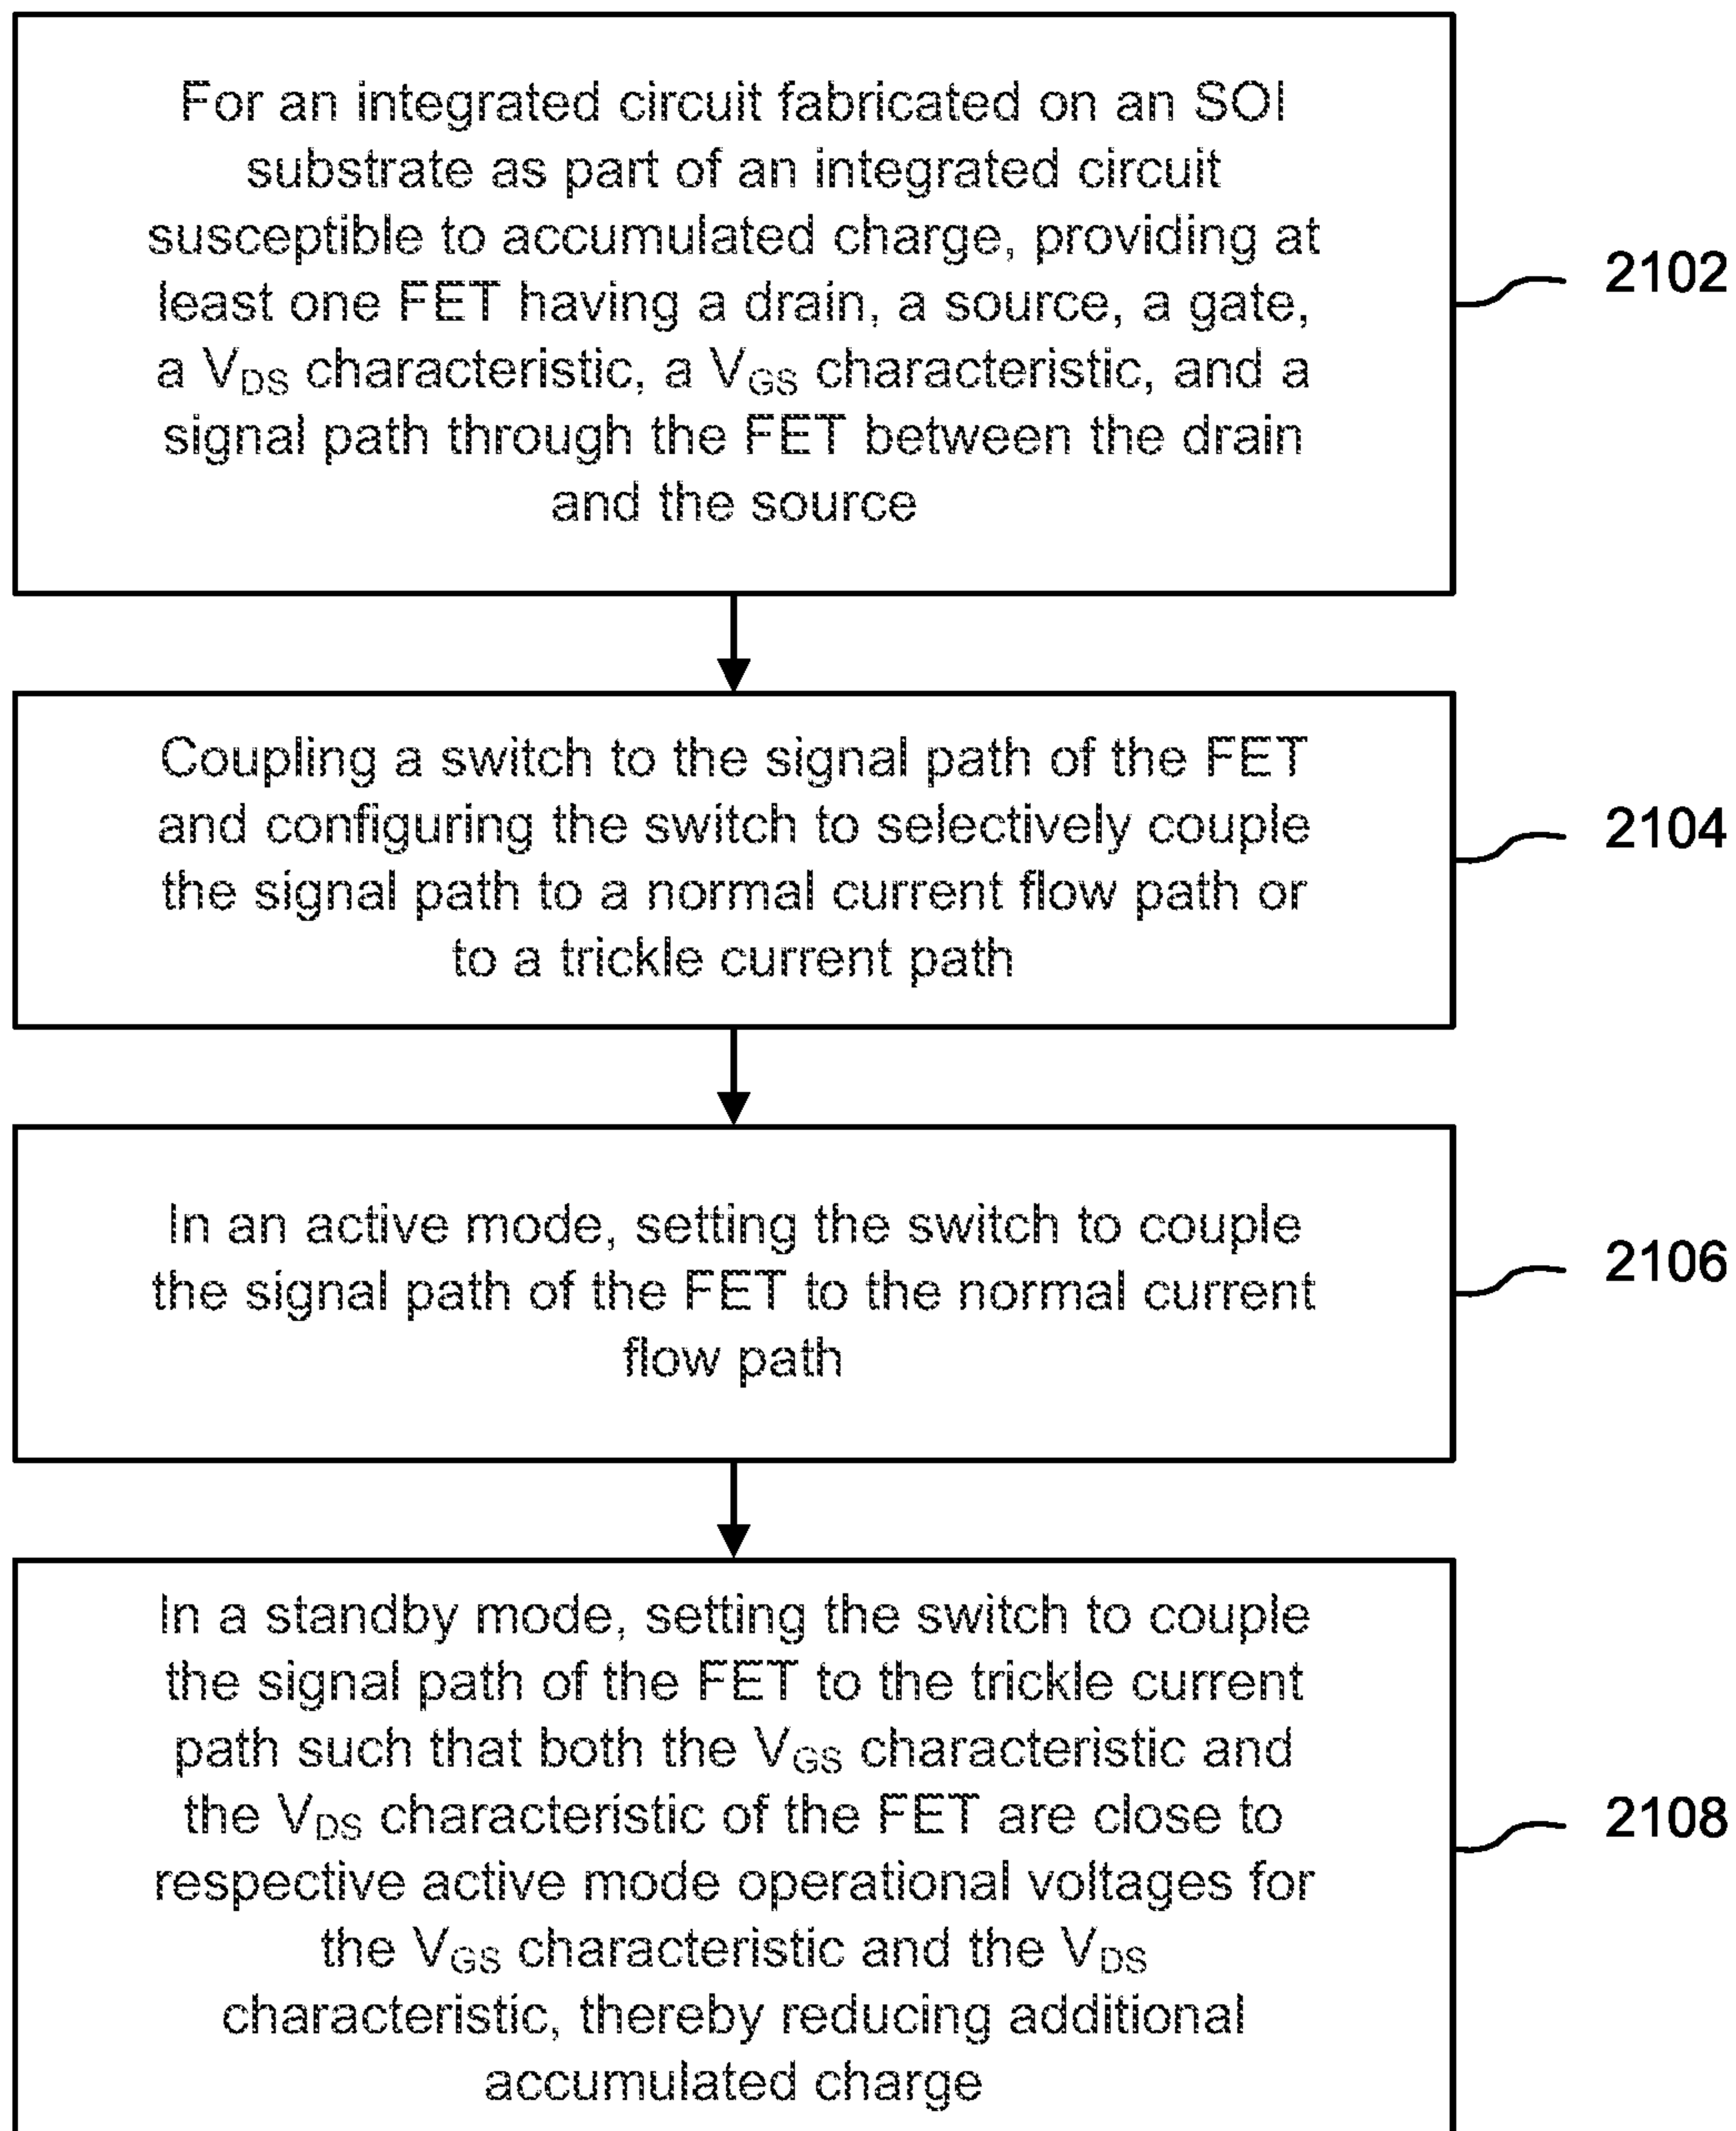 For an integrated circuit fabricated on an SOI
substrate as part of an integrated circuit
susceptible to accumulated charge, providing at
least one FET having a drain, a source, a gate,
a VDS characteristic, a VGS characteristic, and a
signal path through the FET between the drain
and the source
2102
Coupling a switch to the signal path of the FET
and configuring the switch to selectively couple
the signal path to a normal current flow path or
to a trickle current path
2104
In an active mode, setting the switch to couple
the signal path of the FET to the normal current
flow path
2106
In a standby mode, setting the switch to couple
the signal path of the FET to the trickle current
path such that both the VGS characteristic and
the VDS characteristic of the FET are close to
respective active mode operational voltages for
the VGS characteristic and the VDS
characteristic, thereby reducing additional
accumulated charge
2108